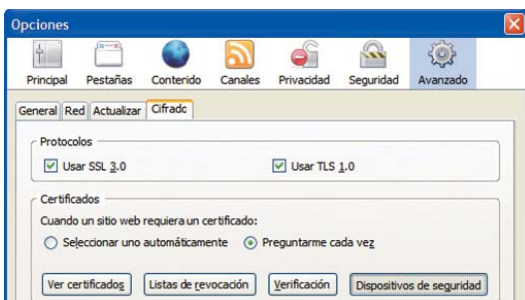 Opciones
Principal Pestañas Contenido Canales Privacidad Seguridad Avanzado
General Red Actualizar Cifrado
Protocolos
Usar SSL 3.0 Usar TLS 1.0
Certificados
Cuando un sitio web requiera un certificado:
Seleccionar uno automáticamente Preguntarme cada vez
Ver certificados Listas de revocación Verificación Dispositivos de seguridad